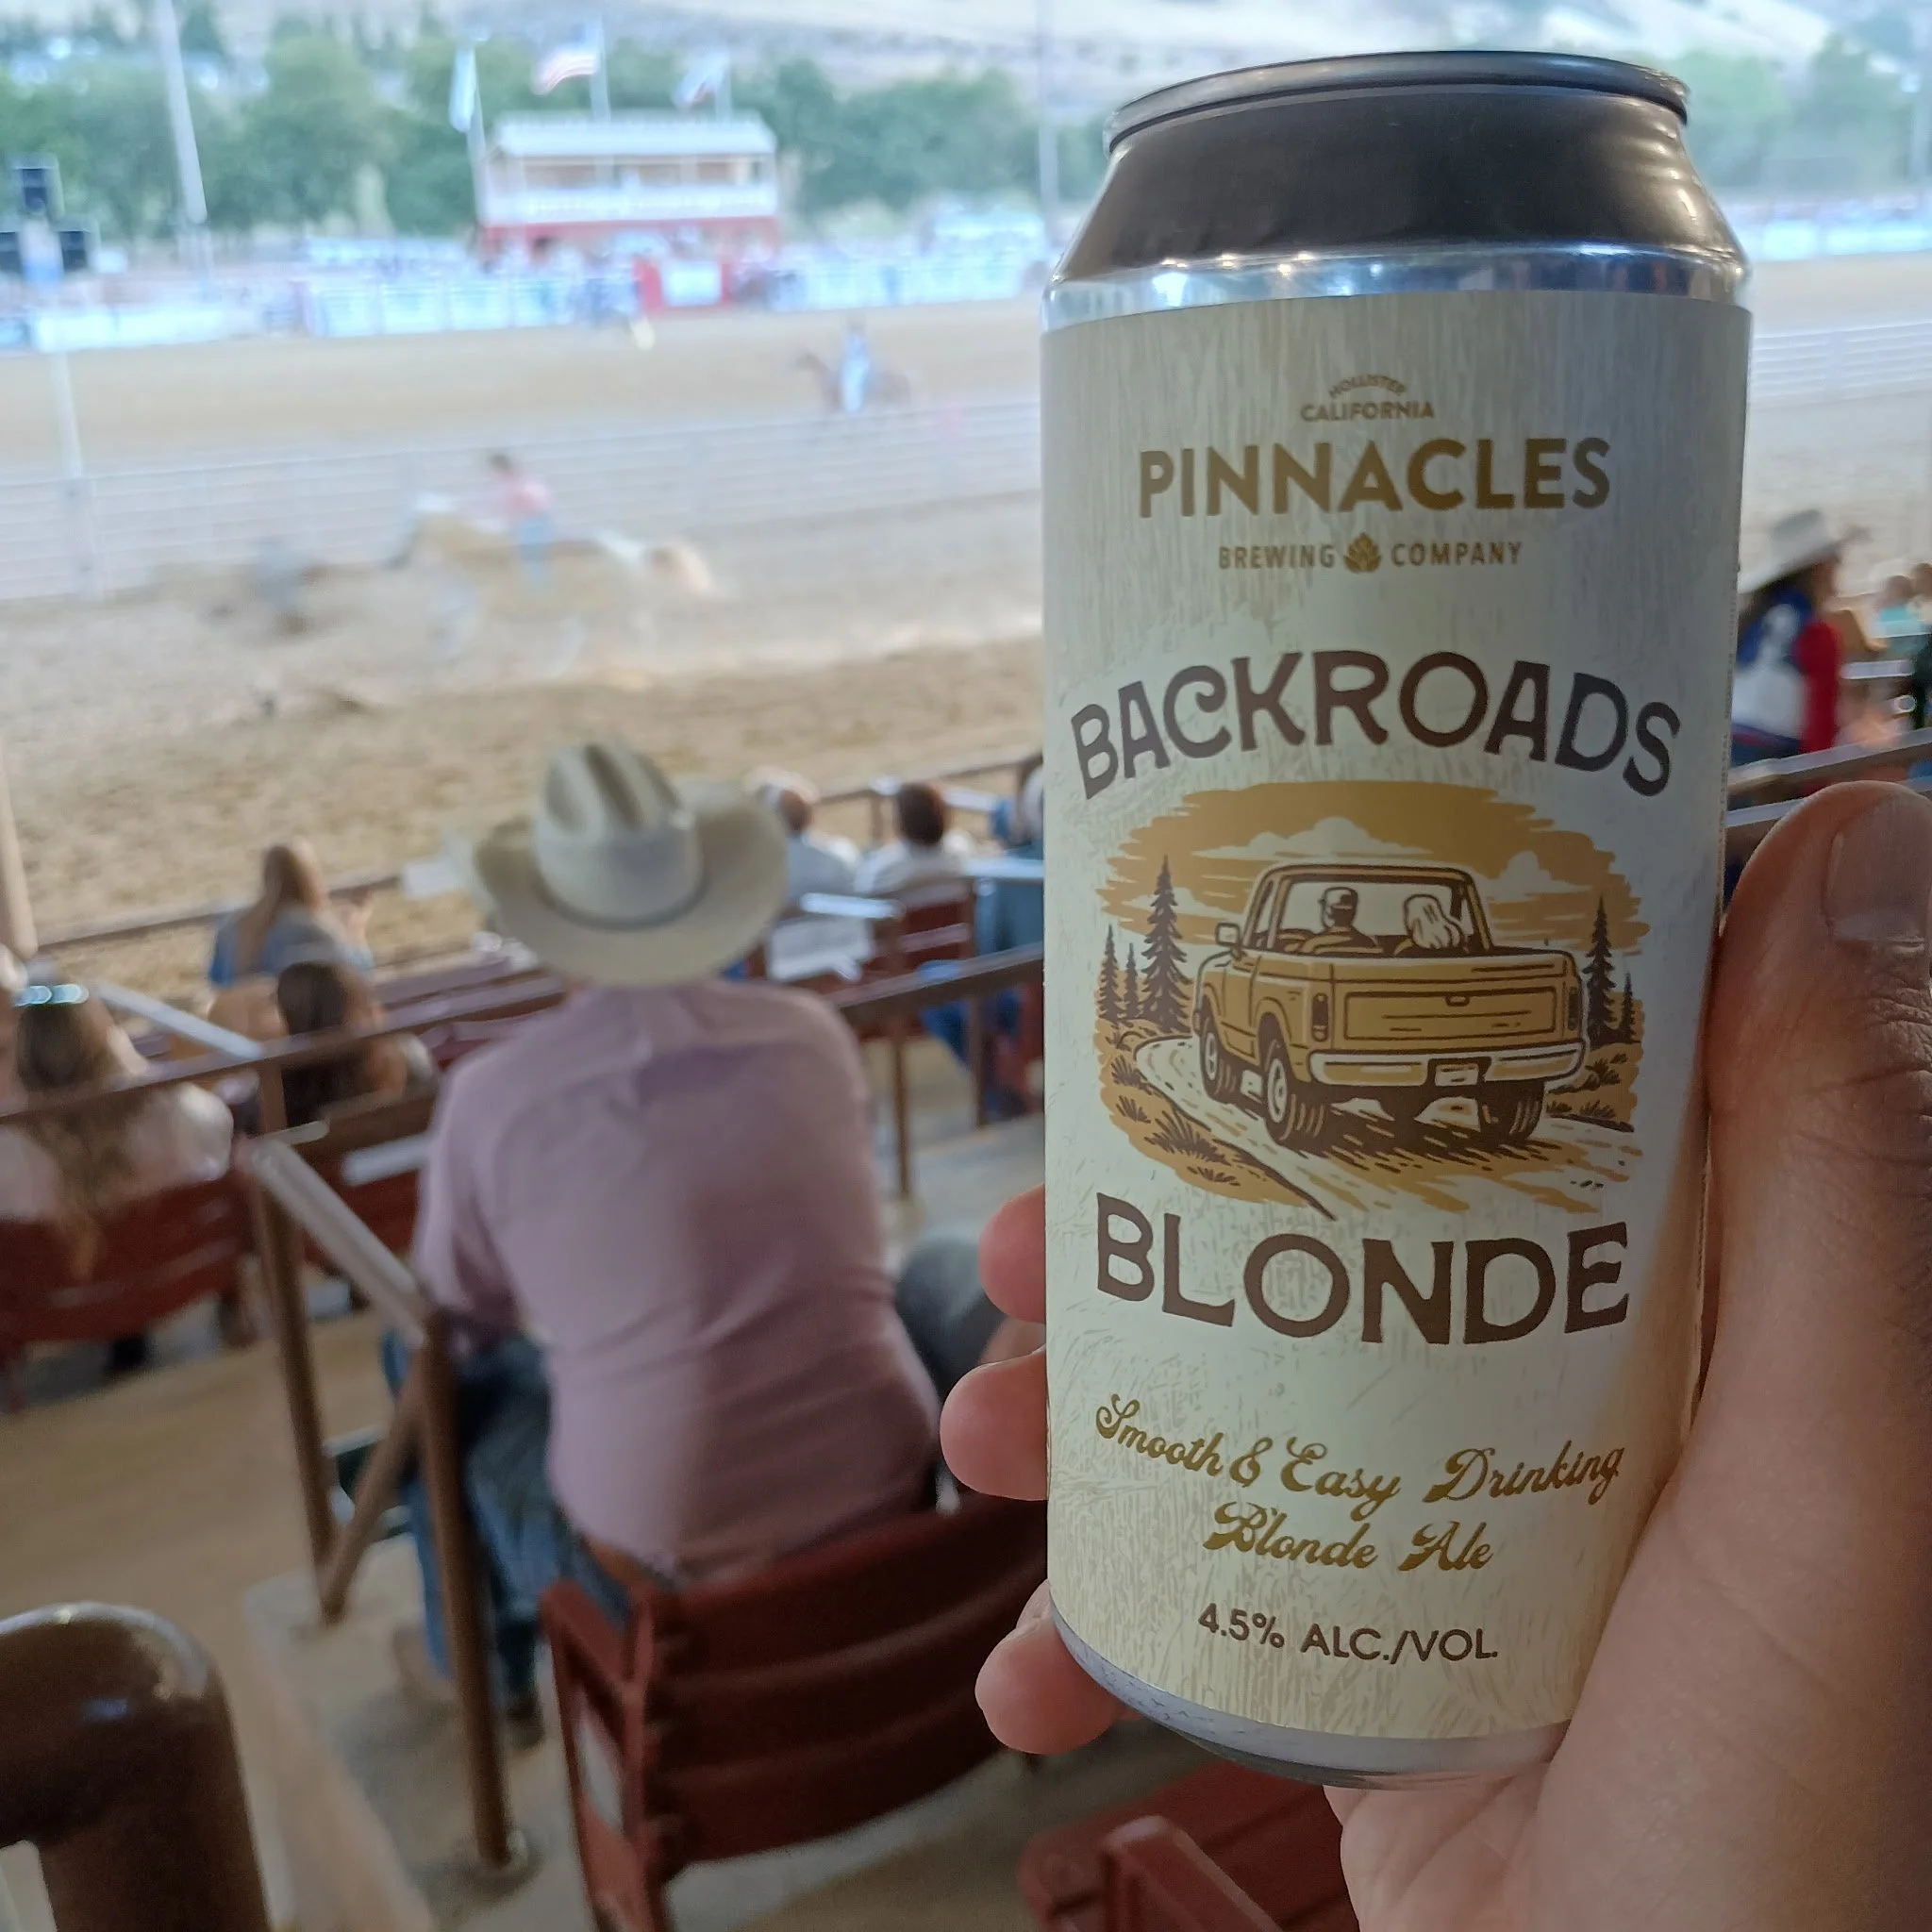 HOLLISTER
CALIFORNIA
PINNACLES
BREWING COMPANY
BACKROADS
BLONDE
Smooth & Easy Drinking
Blonde Ale
4.5% ALC./VOL.